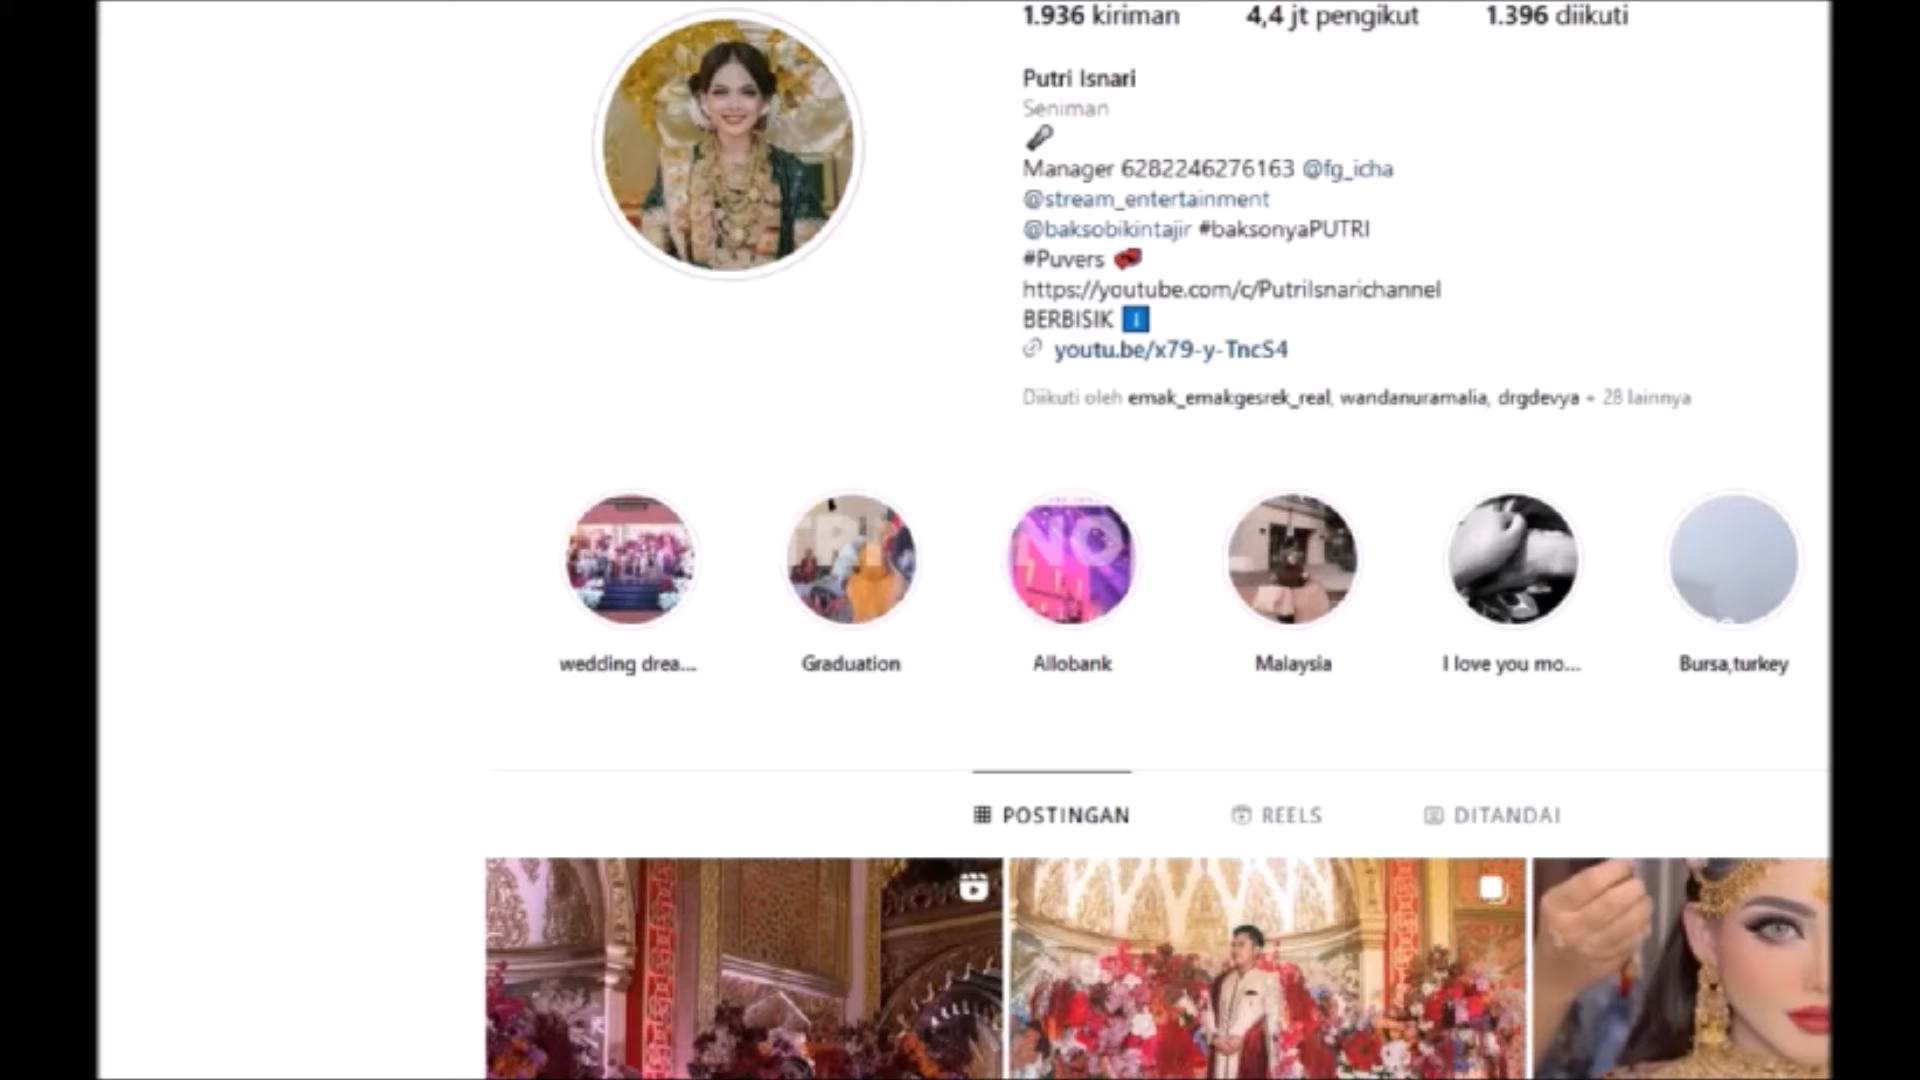 1.936 kiriman 4,4 jt pengikut 1.396 diikuti
Putri Isnari
Seniman
Manager 6282246276163 @fg_icha
@stream_entertainment
@baksobikintajir #baksonyaPUTRI
#Puvers
https://youtube.com/c/PutriIsnarichannel
BERBISIK
youtu.be/x79-y-TncS4
Diikuti oleh emak_emakgesrek_real, wandanuramalia, drgdevya + 28 lainnya
wedding drea... Graduation Allobank Malaysia I love you mo... Bursa,turkey
POSTINGAN REELS DITANDAI